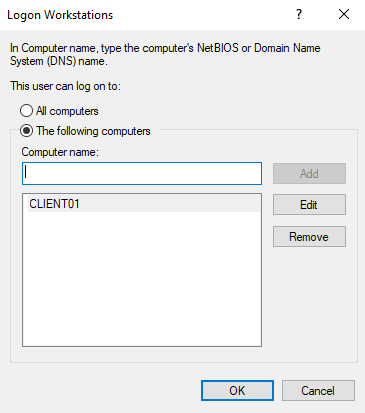 Logon Workstations
?
In Computer name, type the computer's NetBIOS or Domain Name
System (DNS) name.
This user can log on to:
All computers
The following computers
Computer name:
Add
CLIENT01
Edit
Remove
OK
Cancel